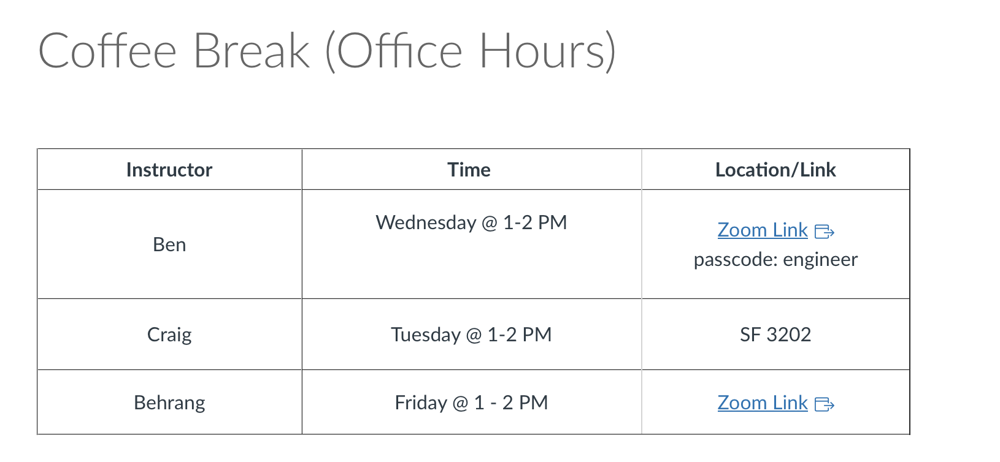 Coffee Break (Office Hours)
Instructor Time Location/Link
Ben Wednesday @ 1-2 PM Zoom Link
passcode: engineer
Craig Tuesday @ 1-2 PM SF 3202
Behrang Friday @ 1 - 2 PM Zoom Link